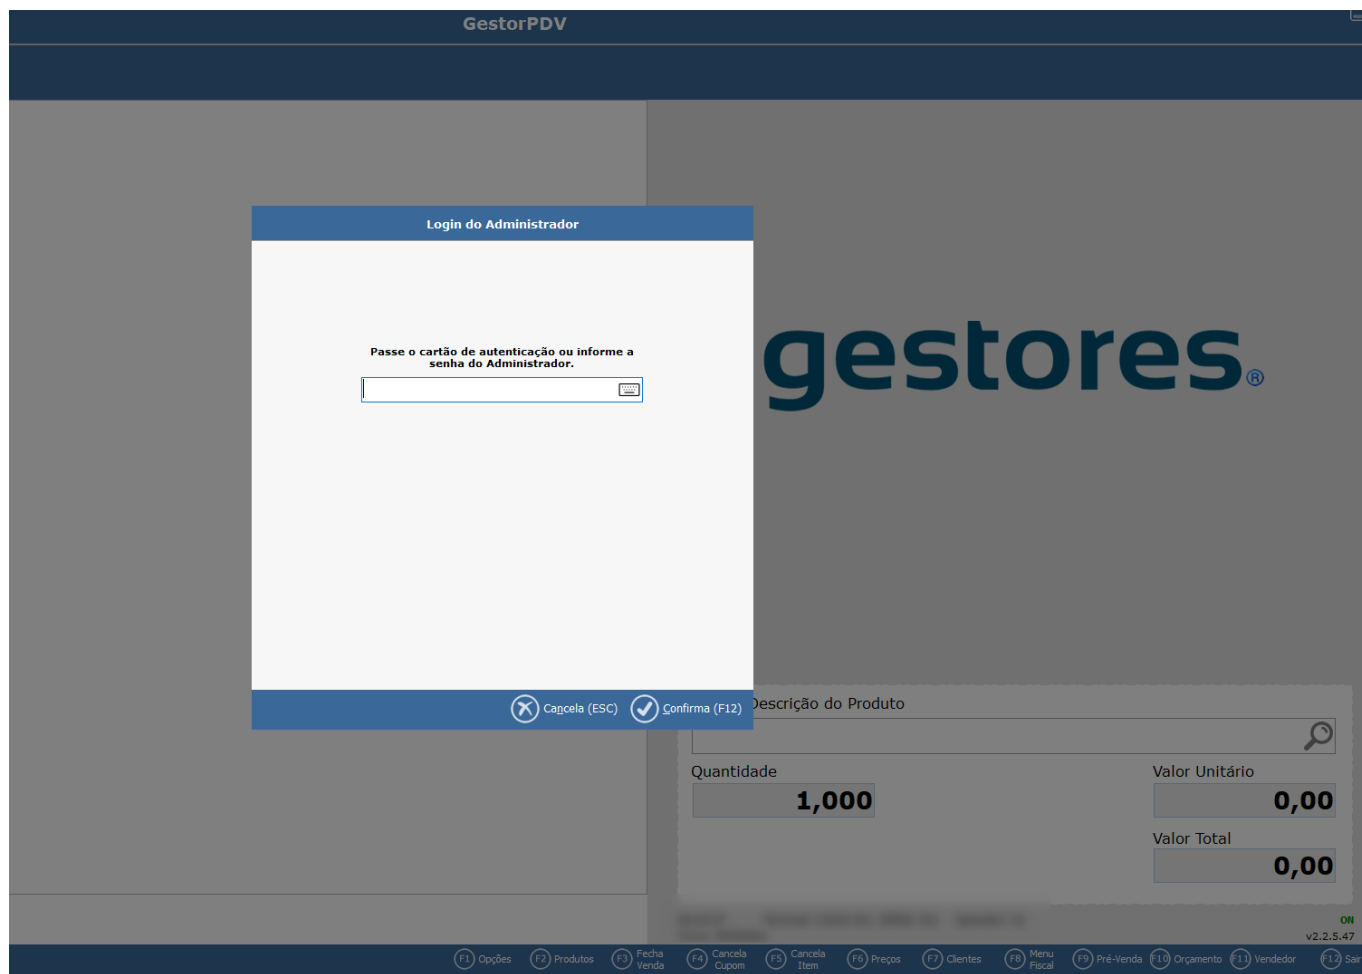 GestorPDV
Login do Administrador
Passe o cartão de autenticação ou informe a
senha do Administrador.
gestores®
Cancela (ESC)
Confirma (F12)
Descrição do Produto
Quantidade
Valor Unitário
1,000
0,00
Valor Total
0,00
ON
v2.2.5.47
F1 Opções
F2 Produtos
F3 Fecha
Venda
F4 Cancela
Cupom
F5 Cancela
Item
F6 Preços
F7 Clientes
F8 Menu
Fiscal
F9 Pré-Venda
F10 Orçamento
F11 Vendedor
F12 Sair